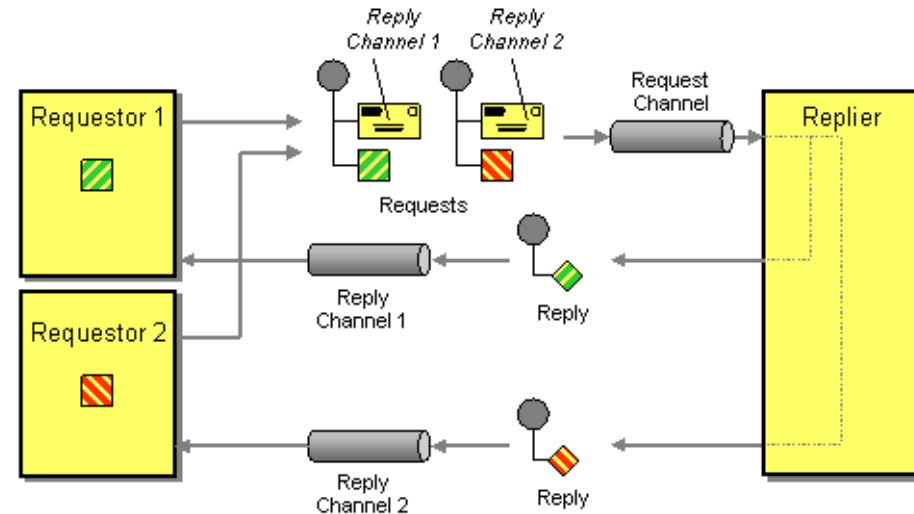 Reply
Channel 1
Reply
Channel 2
Request
Channel
Requestor 1
Replier
Requests
Reply
Channel 1
Reply
Requestor 2
Reply
Channel 2
Reply